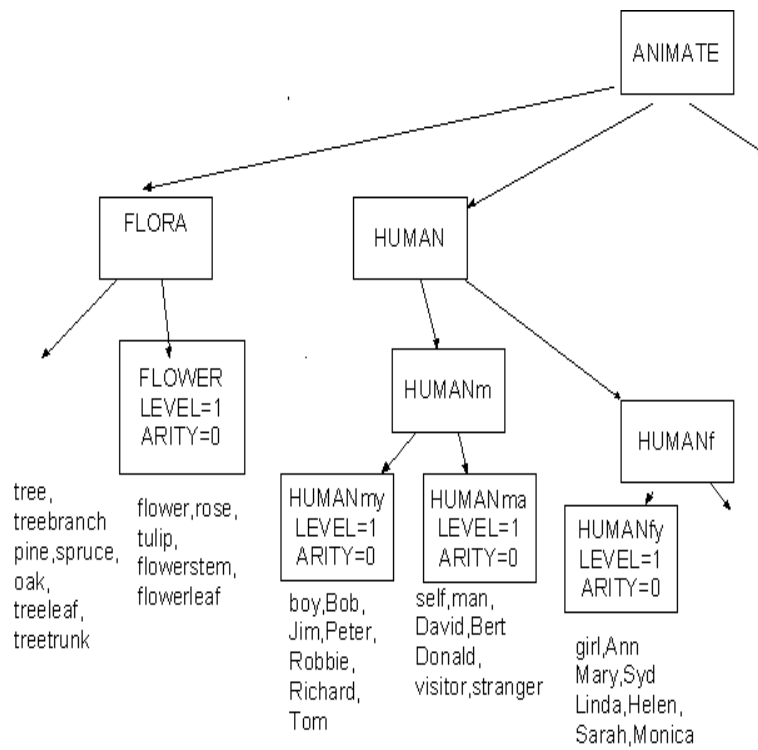 ANIMATE
FLORA
HUMAN
FLOWER
LEVEL=1
ARITY=0
HUMANm
HUMANf
tree,
treebranch
pine,spruce,
oak,
treeleaf,
treetrunk
flower,rose,
tulip,
flowerstem,
flowerleaf
HUMANmy
LEVEL=1
ARITY=0
HUMANma
LEVEL=1
ARITY=0
HUMANfy
LEVEL=1
ARITY=0
boy,Bob,
Jim,Peter,
Robbie,
Richard,
Tom
self,man,
David,Bert
Donald,
visitor,stranger
girl,Ann
Mary,Syd
Linda,Helen,
Sarah,Monica